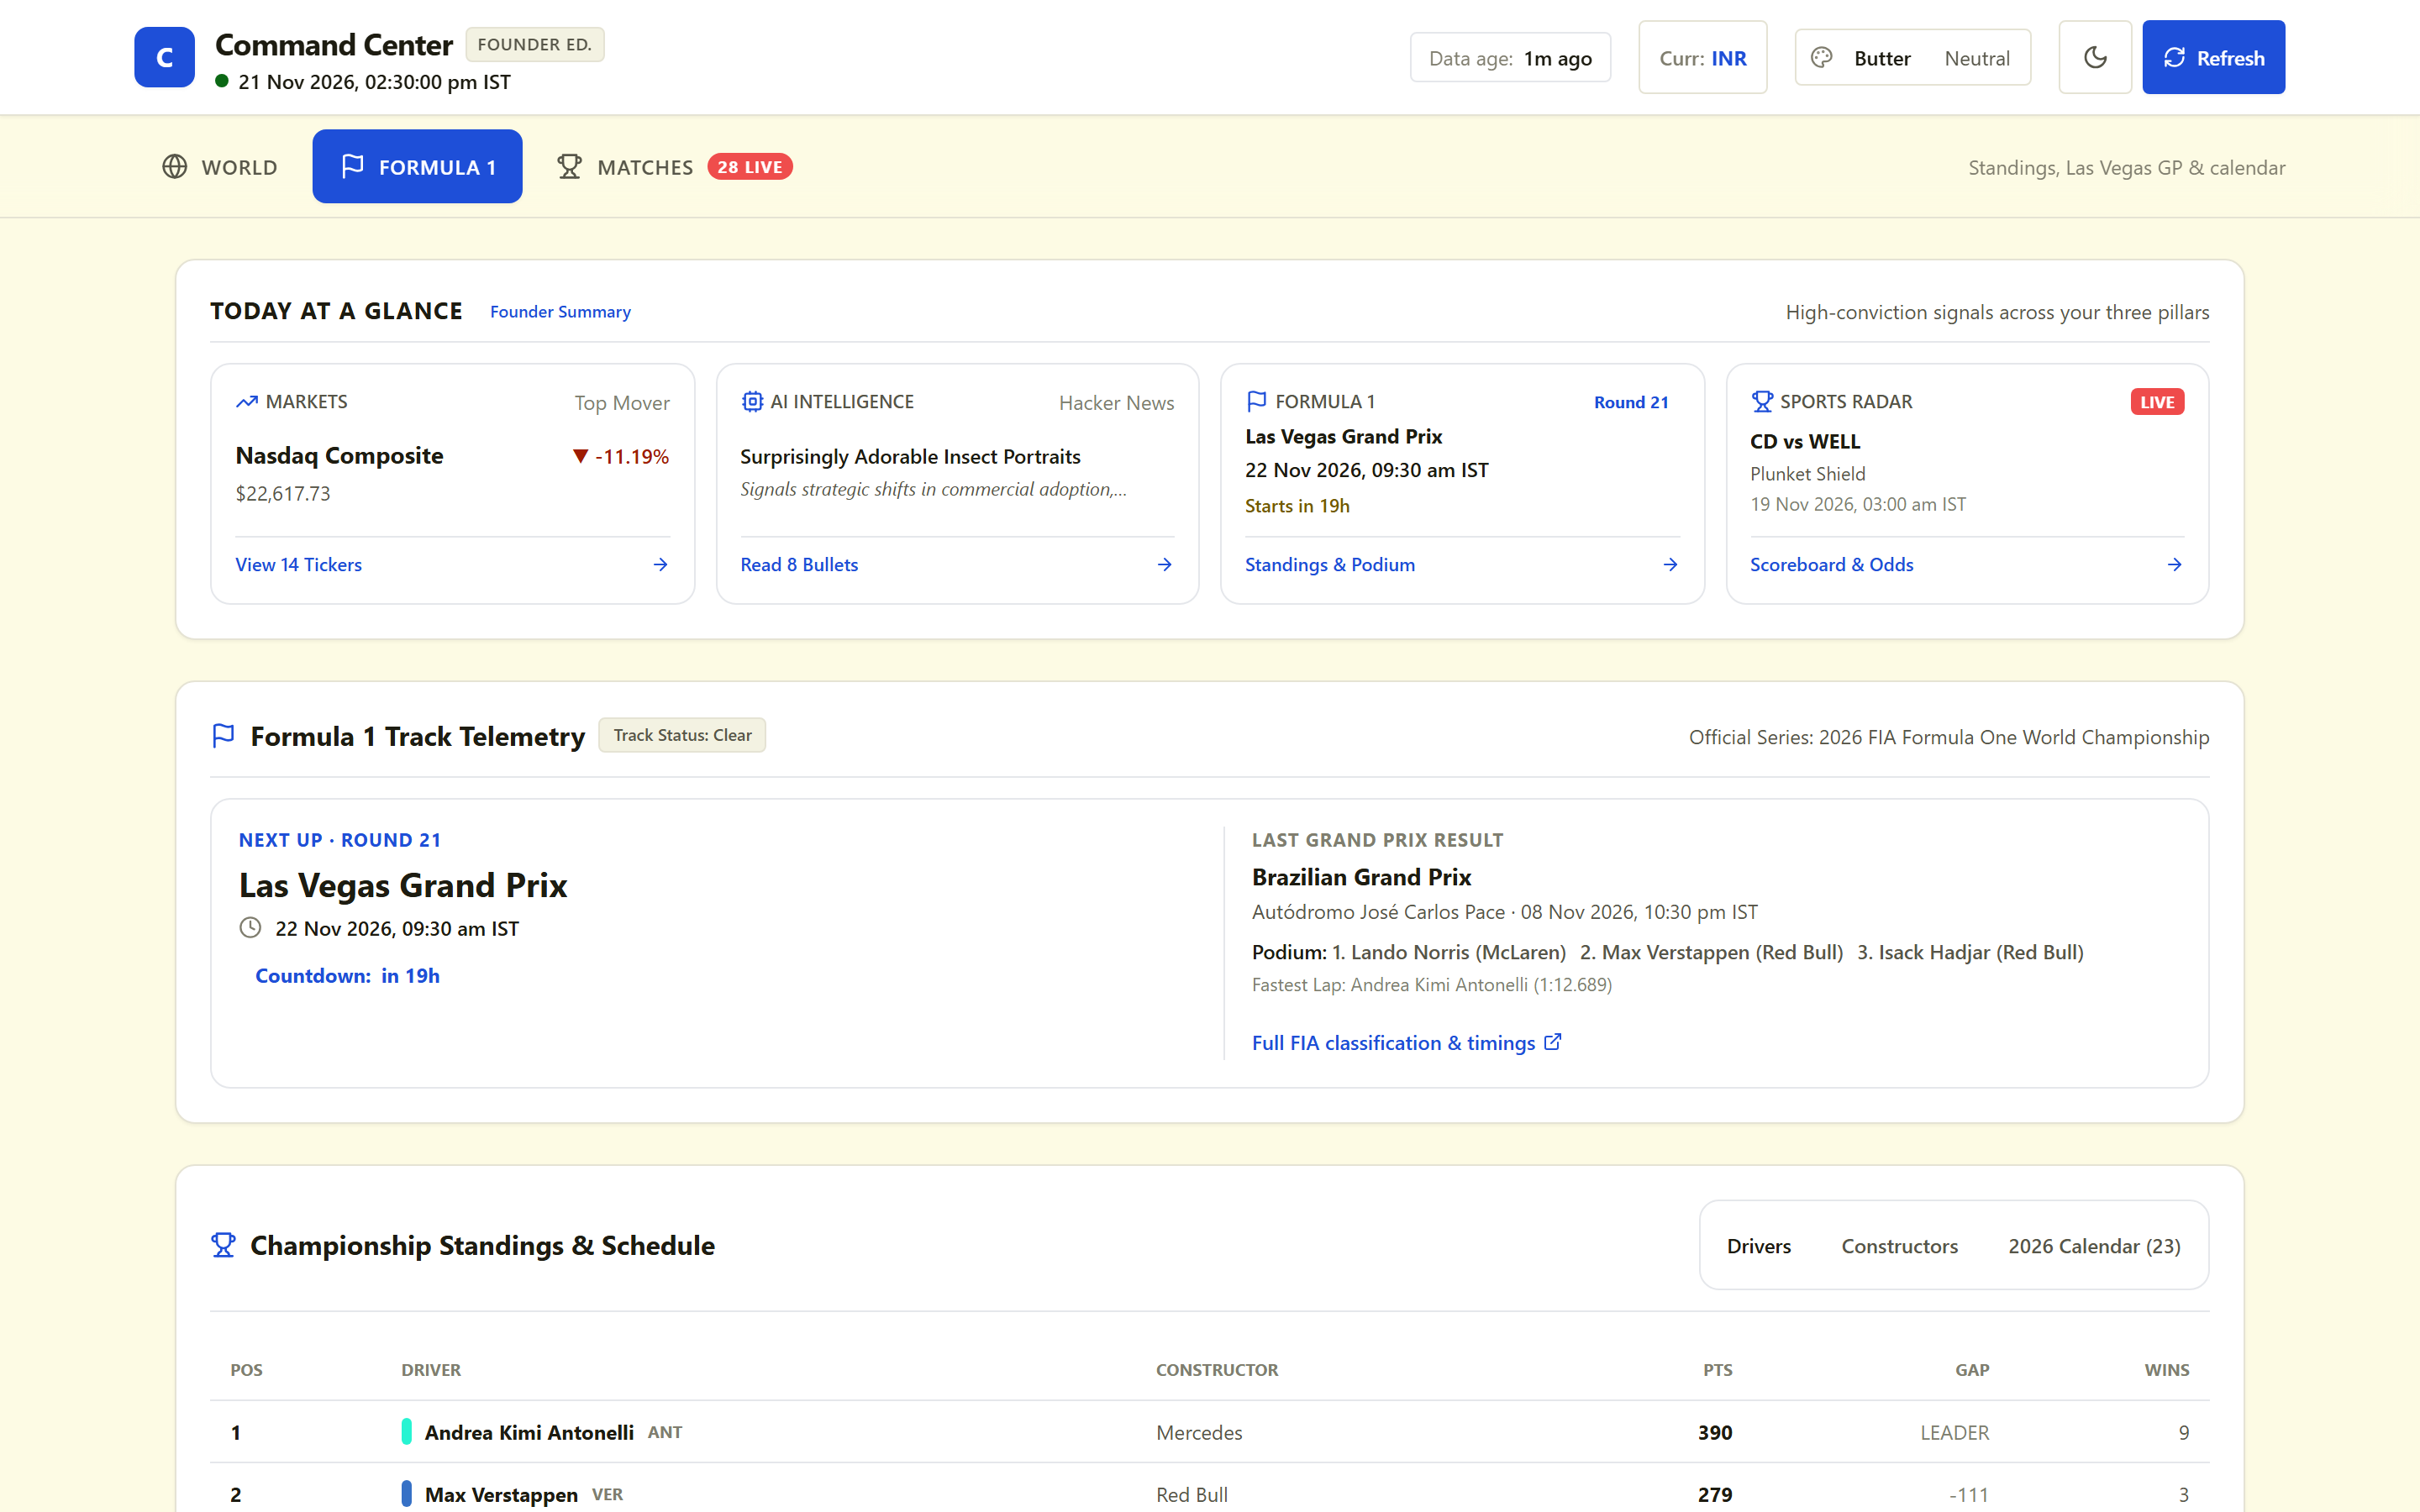 C
Command Center FOUNDER ED.
21 Nov 2026, 02:30:00 pm IST
Data age: 1m ago
Curr: INR
Butter Neutral
Refresh
WORLD
FORMULA 1
MATCHES 28 LIVE
Standings, Las Vegas GP & calendar
TODAY AT A GLANCE Founder Summary
High-conviction signals across your three pillars
MARKETS Top Mover
Nasdaq Composite ▼ -11.19%
$22,617.73
View 14 Tickers →
AI INTELLIGENCE Hacker News
Surprisingly Adorable Insect Portraits
Signals strategic shifts in commercial adoption,...
Read 8 Bullets →
FORMULA 1 Round 21
Las Vegas Grand Prix
22 Nov 2026, 09:30 am IST
Starts in 19h
Standings & Podium →
SPORTS RADAR LIVE
CD vs WELL
Plunket Shield
19 Nov 2026, 03:00 am IST
Scoreboard & Odds →
Formula 1 Track Telemetry Track Status: Clear
Official Series: 2026 FIA Formula One World Championship
NEXT UP · ROUND 21
Las Vegas Grand Prix
22 Nov 2026, 09:30 am IST
Countdown: in 19h
LAST GRAND PRIX RESULT
Brazilian Grand Prix
Autódromo José Carlos Pace · 08 Nov 2026, 10:30 pm IST
Podium: 1. Lando Norris (McLaren) 2. Max Verstappen (Red Bull) 3. Isack Hadjar (Red Bull)
Fastest Lap: Andrea Kimi Antonelli (1:12.689)
Full FIA classification & timings
Championship Standings & Schedule
Drivers Constructors 2026 Calendar (23)
POS DRIVER CONSTRUCTOR PTS GAP WINS
1 Andrea Kimi Antonelli ANT Mercedes 390 LEADER 9
2 Max Verstappen VER Red Bull 279 -111 3